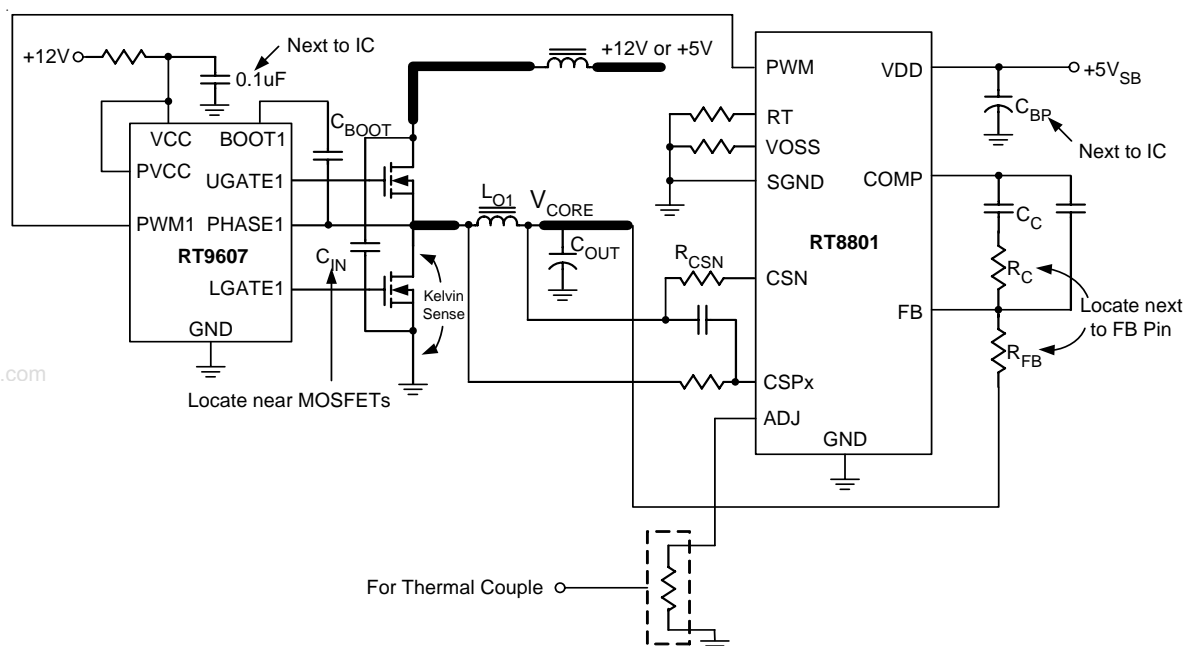 +12V
0.1uF
Next to IC
+12V or +5V
VCC
BOOT1
PVCC
UGATE1
PWM1
PHASE1
RT9607
LGATE1
GND
CBOOT
CIN
Locate near MOSFETs
LO1
VCORE
COUT
Kelvin
Sense
RCSN
PWM
VDD
RT
VOSS
SGND
COMP
RT8801
CSN
FB
CSPx
ADJ
GND
+5VSB
CBP
Next to IC
CC
RC
Locate next
to FB Pin
RFB
For Thermal Couple
.com